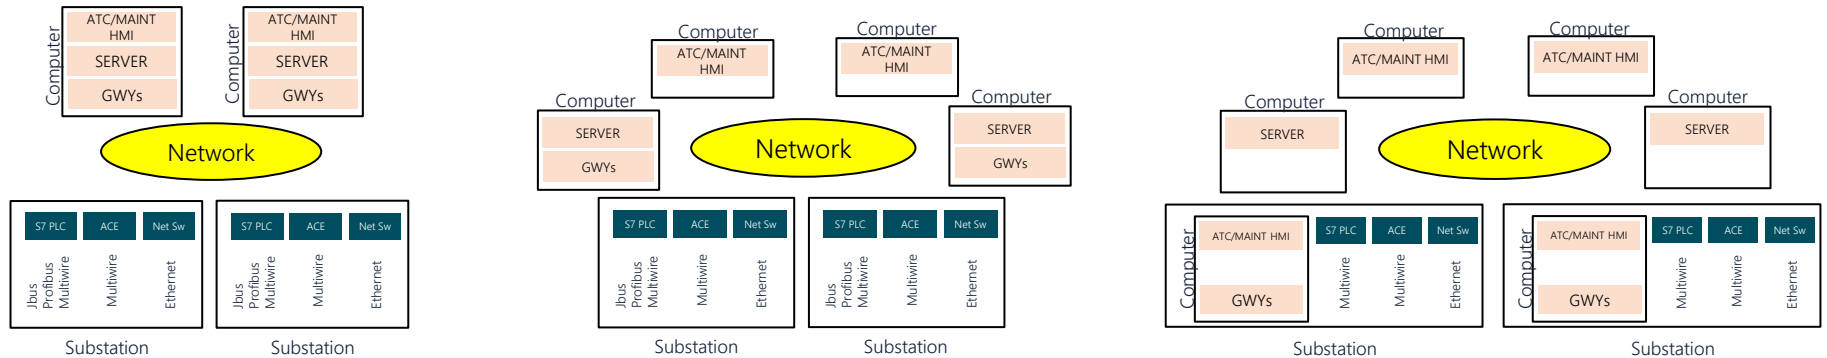 Computer
ATC/MAINT
HMI
SERVER
GWYs
Computer
ATC/MAINT
HMI
SERVER
GWYs
Network
S7 PLC
ACE
Net Sw
Jbus
Profibus
Multiwire
Multiwire
Ethernet
Substation
S7 PLC
ACE
Net Sw
Jbus
Profibus
Multiwire
Multiwire
Ethernet
Substation
Computer
ATC/MAINT
HMI
Computer
ATC/MAINT
HMI
Computer
SERVER
GWYs
Computer
SERVER
GWYs
Network
S7 PLC
ACE
Net Sw
Jbus
Profibus
Multiwire
Multiwire
Ethernet
Substation
S7 PLC
ACE
Net Sw
Jbus
Profibus
Multiwire
Multiwire
Ethernet
Substation
Computer
ATC/MAINT HMI
Computer
ATC/MAINT HMI
Computer
SERVER
Computer
SERVER
Network
Computer
ATC/MAINT HMI
GWYs
S7 PLC
ACE
Net Sw
Multiwire
Multiwire
Ethernet
Substation
Computer
ATC/MAINT HMI
GWYs
S7 PLC
ACE
Net Sw
Multiwire
Multiwire
Ethernet
Substation